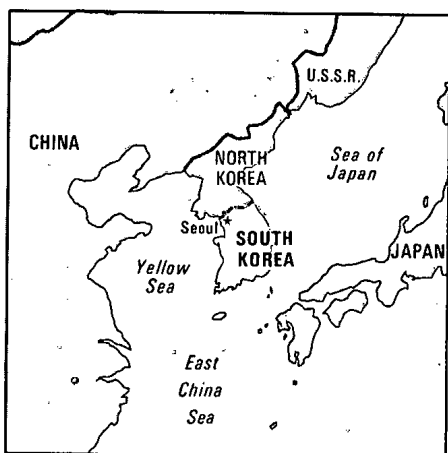 U.S.S.R.
CHINA
NORTH
KOREA
Sea of
Japan
Seoul
SOUTH
KOREA
JAPAN
Yellow
Sea
East
China
Sea